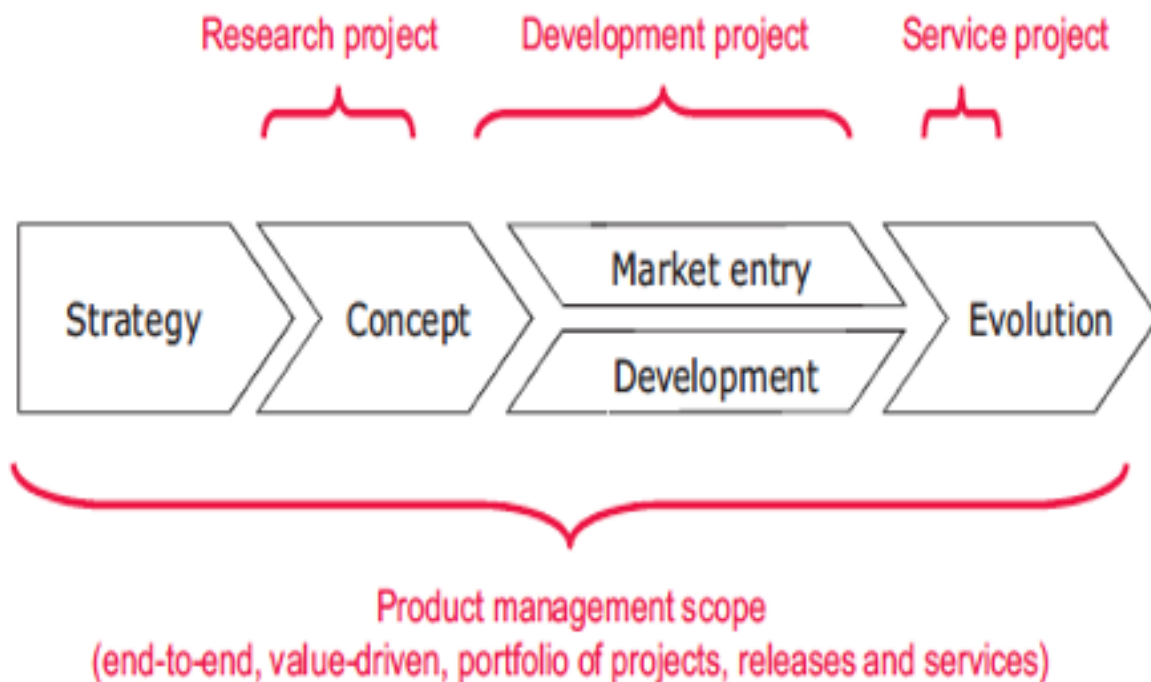 Research project
Development project
Service project
Strategy
Concept
Market entry
Development
Evolution
Product management scope
(end-to-end, value-driven, portfolio of projects, releases and services)